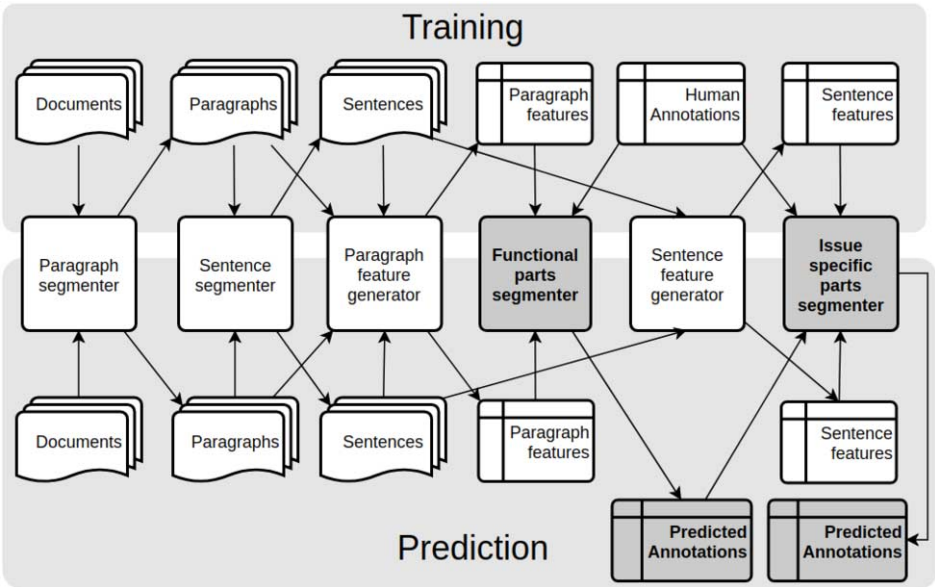 Training
Documents
Paragraphs
Sentences
Paragraph
features
Human
Annotations
Sentence
features
Paragraph
segmenter
Sentence
segmenter
Paragraph
feature
generator
Functional
parts
segmenter
Sentence
feature
generator
Issue
specific
parts
segmenter
Documents
Paragraphs
Sentences
Paragraph
features
Sentence
features
Prediction
Predicted
Annotations
Predicted
Annotations